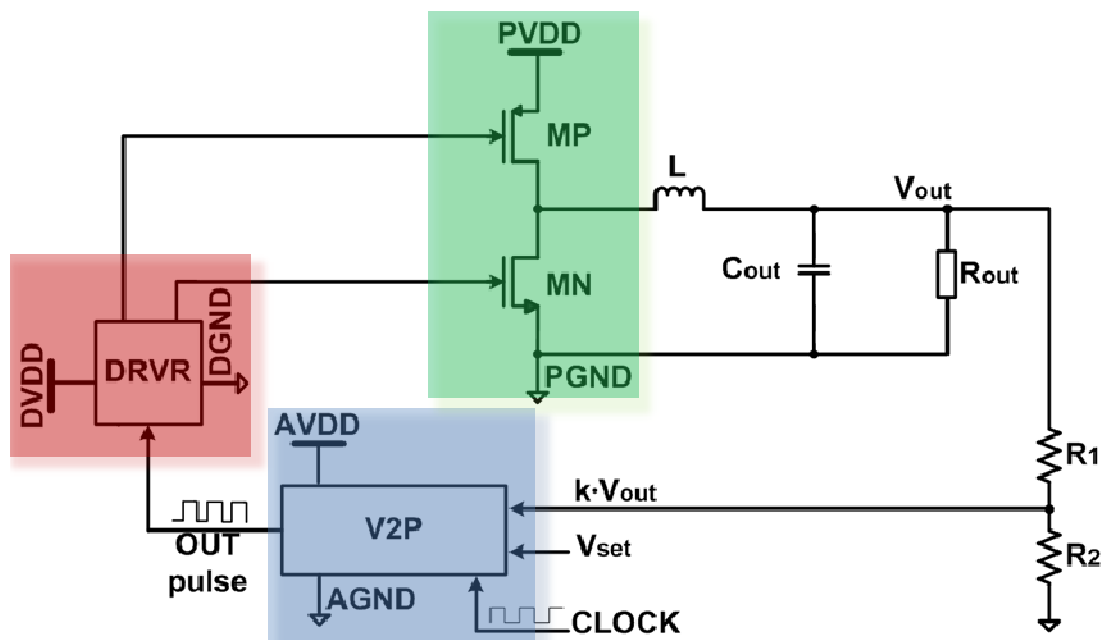 PVDD
MP
L
Vout
MN
Cout
Rout
DGND
DVDD
DRVR
PGND
AVDD
R1
k·Vout
V2P
Vset
OUT
pulse
R2
AGND
CLOCK